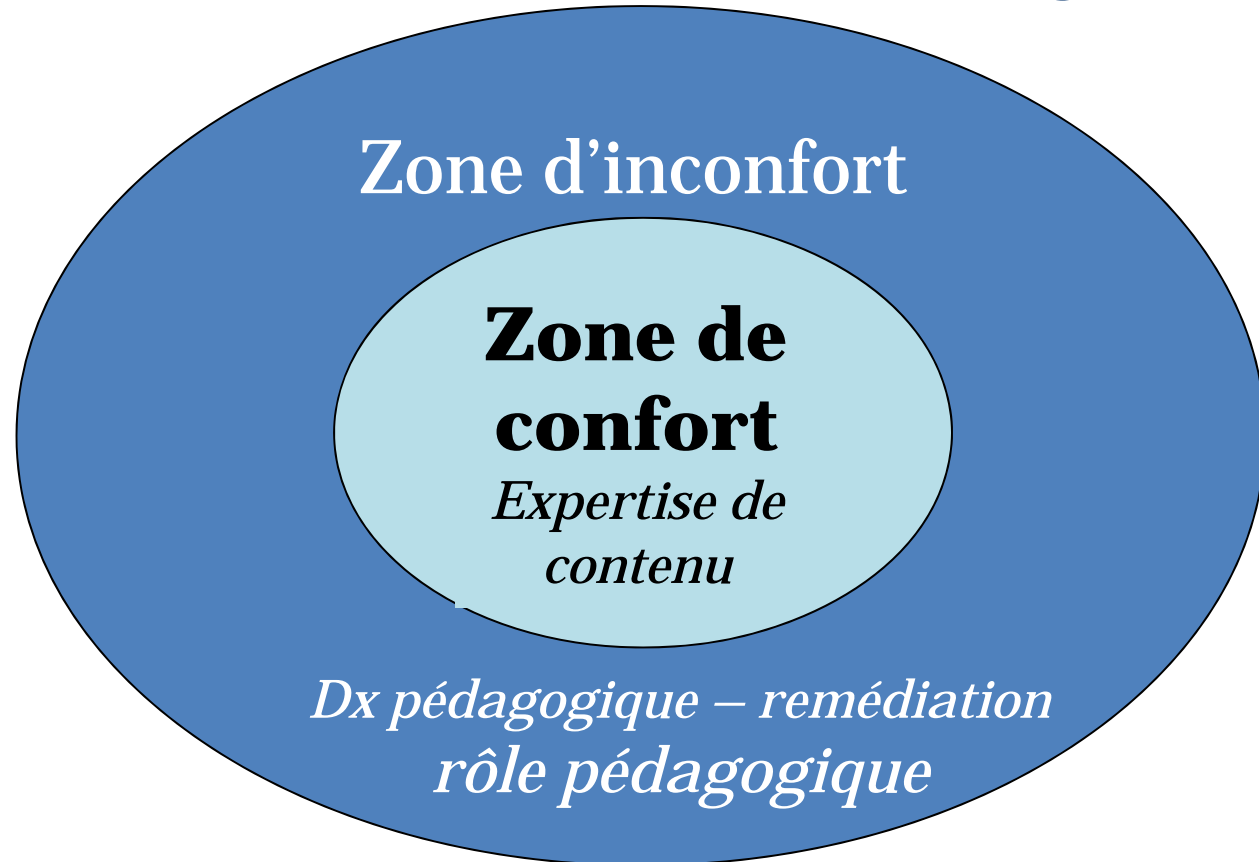 Zone d’inconfort
Zone de
confort
Expertise de
contenu
Dx pédagogique – remédiation
rôle pédagogique